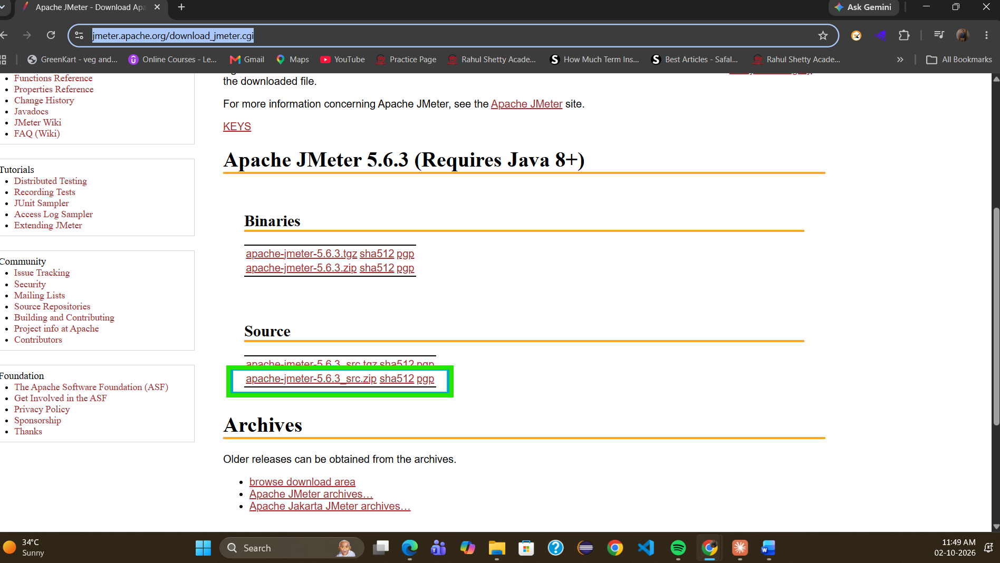 Apache JMeter - Download Apa
Ask Gemini
jmeter.apache.org/download_jmeter.cgi
GreenKart - veg and...
Online Courses - Le...
Gmail
Maps
YouTube
Practice Page
Rahul Shetty Acade...
How Much Term Ins...
Best Articles - Safal...
Rahul Shetty Acade...
All Bookmarks
Functions Reference
Properties Reference
Change History
Javadocs
JMeter Wiki
FAQ (Wiki)
Tutorials
Distributed Testing
Recording Tests
JUnit Sampler
Access Log Sampler
Extending JMeter
Community
Issue Tracking
Security
Mailing Lists
Source Repositories
Building and Contributing
Project info at Apache
Contributors
Foundation
The Apache Software Foundation (ASF)
Get Involved in the ASF
Privacy Policy
Sponsorship
Thanks
the downloaded file.
For more information concerning Apache JMeter, see the Apache JMeter site.
KEYS
Apache JMeter 5.6.3 (Requires Java 8+)
Binaries
apache-jmeter-5.6.3.tgz sha512 pgp
apache-jmeter-5.6.3.zip sha512 pgp
Source
apache-jmeter-5.6.3_src.tgz sha512 pgp
apache-jmeter-5.6.3_src.zip sha512 pgp
Archives
Older releases can be obtained from the archives.
browse download area
Apache JMeter archives…
Apache Jakarta JMeter archives…
34°C
Sunny
Search
11:49 AM
02-10-2026